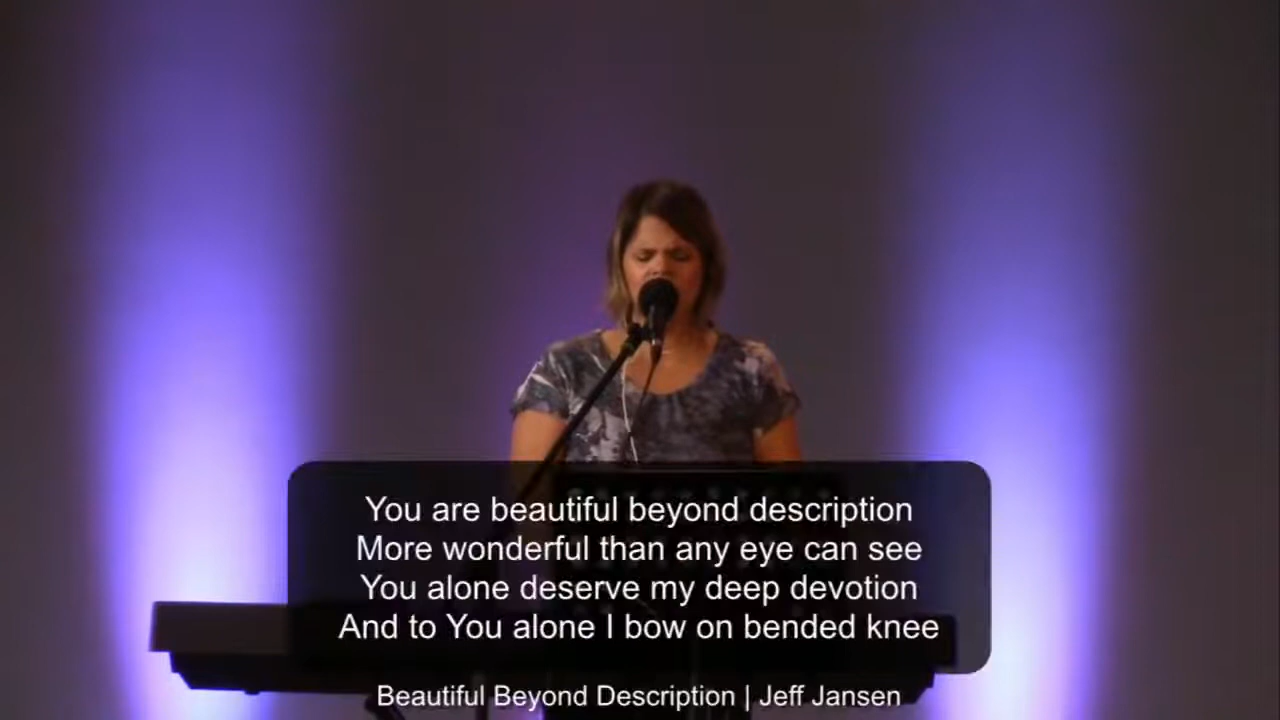 You are beautiful beyond description
More wonderful than any eye can see
You alone deserve my deep devotion
And to You alone I bow on bended knee
Beautiful Beyond Description | Jeff Jansen